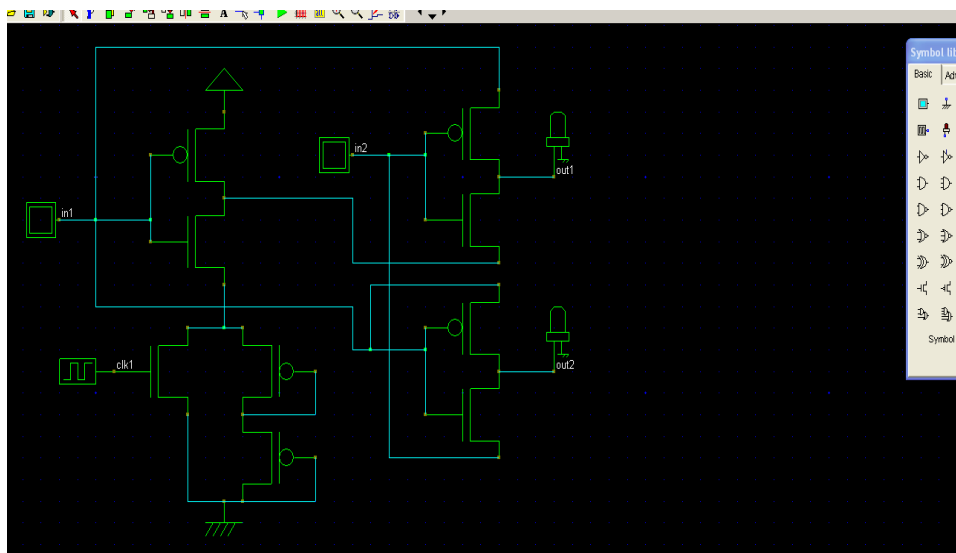 A
Symbol lib
Basic Adv
in2
out1
in1
clk1
out2
Symbol